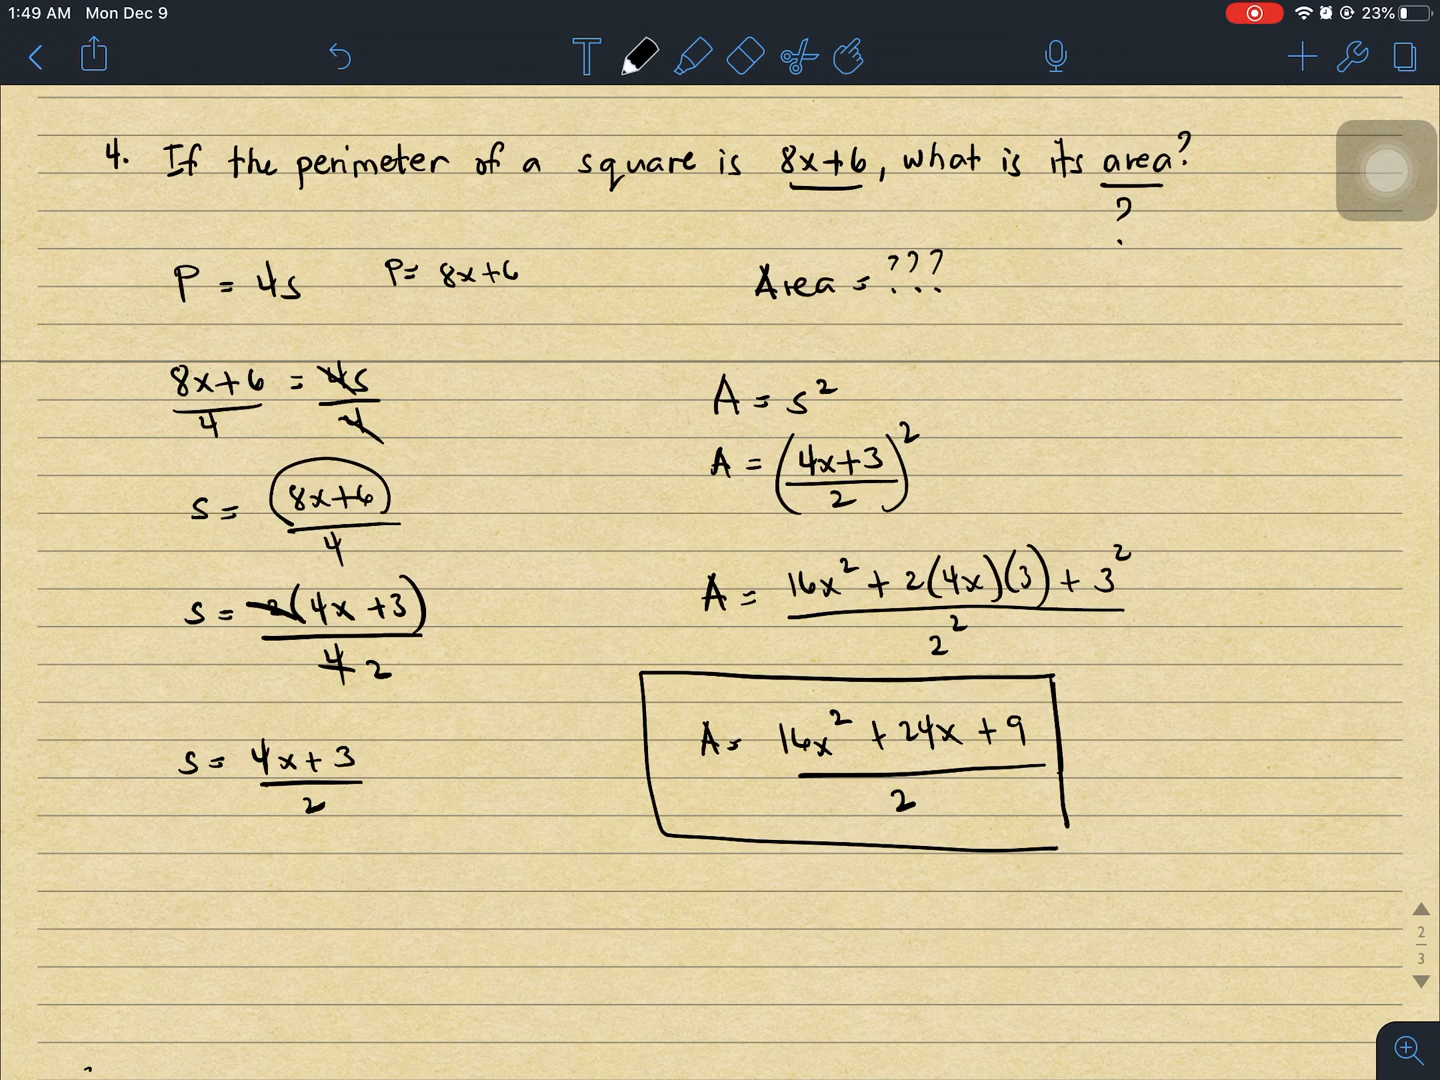 1:49 AM Mon Dec 9 23%
T
4. If the perimeter of a square is 8x+6, what is its area?
?
P = 4s P= 8x+6 Area = ???
8x+6/4 = 4s/4
s = (8x+6)/4
s = 2(4x+3)/4 2
s = 4x+3/2
A = s²
A = (4x+3/2)²
A = 16x² + 2(4x)(3) + 3²/2²
A = 16x² + 24x + 9/2
2
3